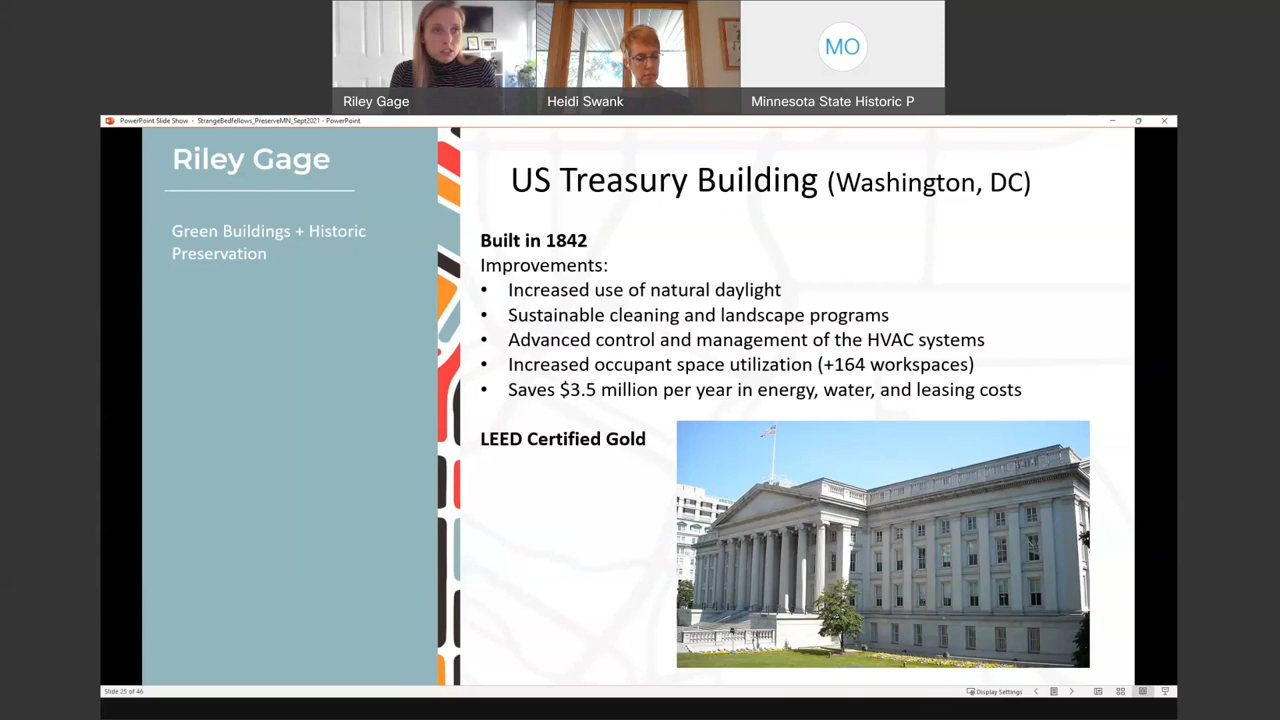 MO
Riley Gage
Heidi Swank
Minnesota State Historic P
PowerPoint Slide Show - StrangeBedfellows_PreserveMN_Sept2021 - PowerPoint
Riley Gage
Green Buildings + Historic
Preservation
US Treasury Building (Washington, DC)
Built in 1842
Improvements:
• Increased use of natural daylight
• Sustainable cleaning and landscape programs
• Advanced control and management of the HVAC systems
• Increased occupant space utilization (+164 workspaces)
• Saves $3.5 million per year in energy, water, and leasing costs
LEED Certified Gold
Slide 25 of 46
Display Settings